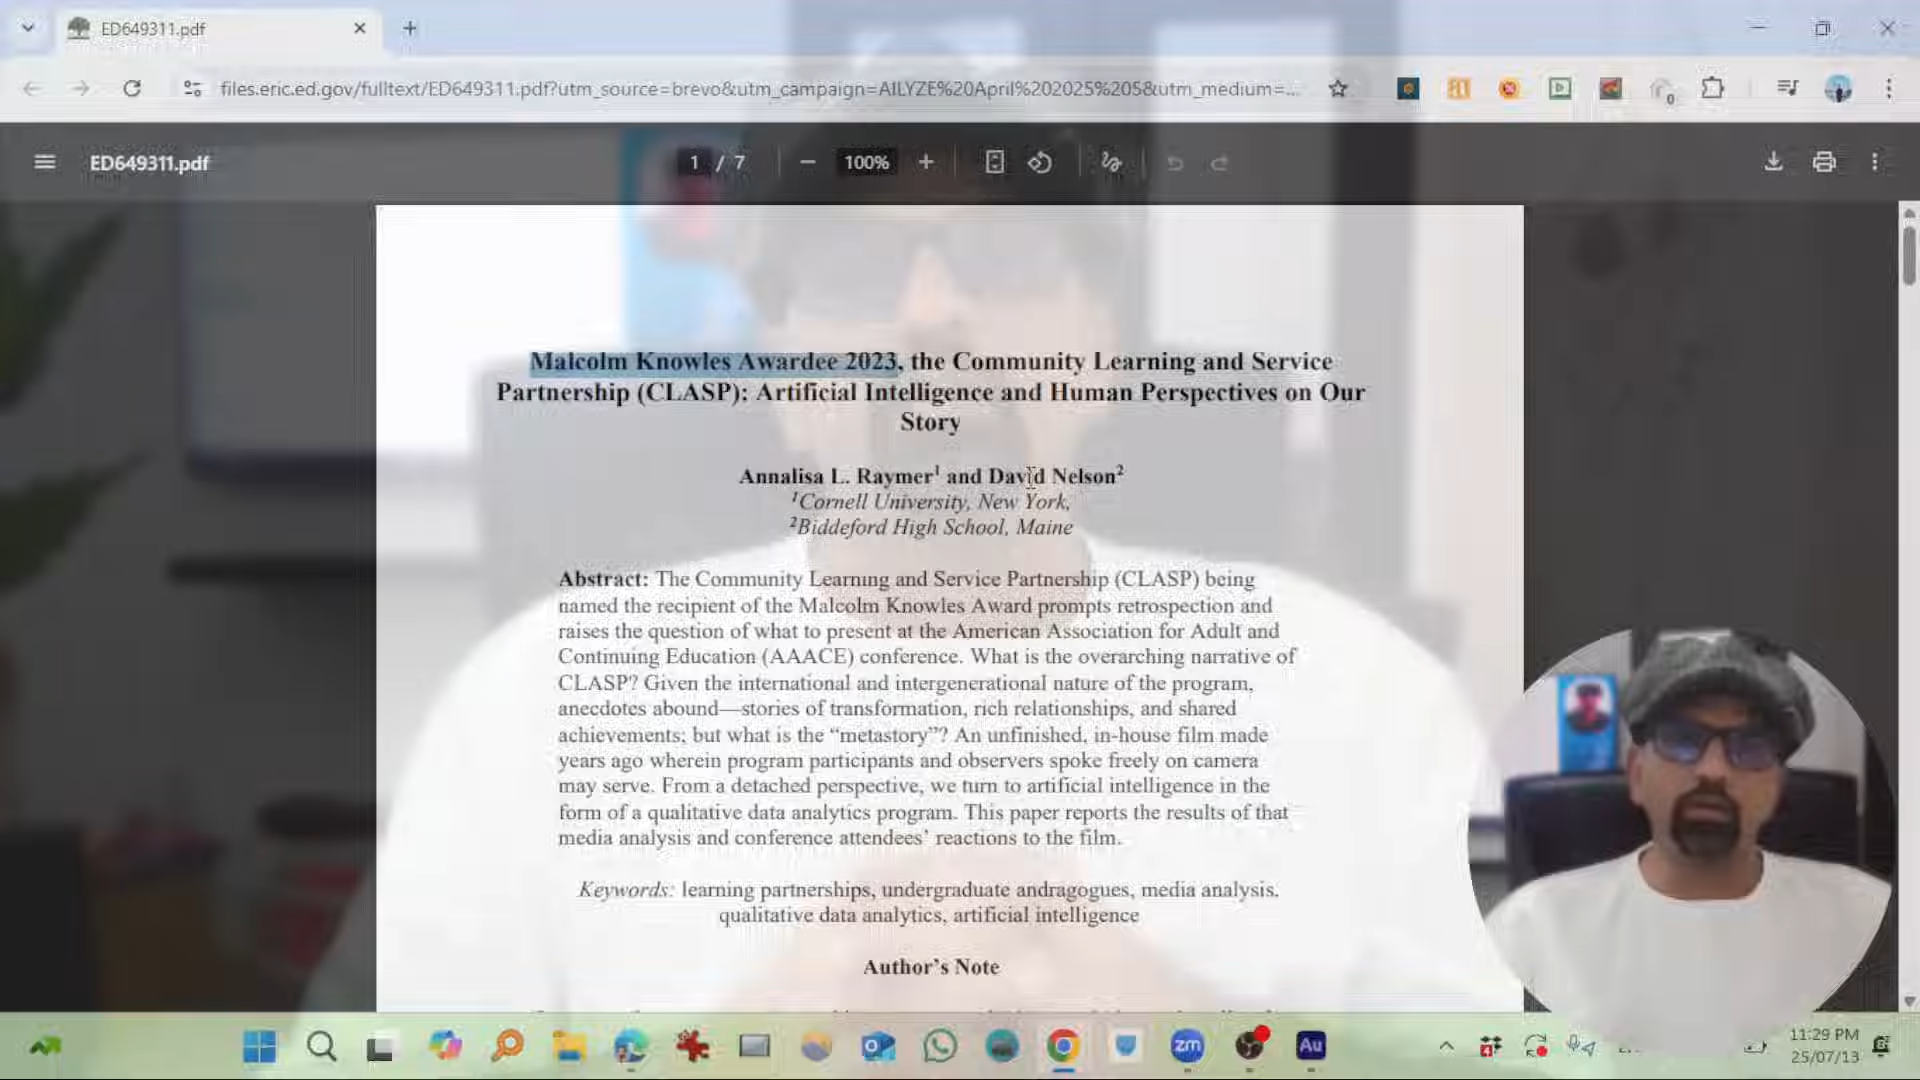 ED649311.pdf
files.eric.ed.gov/fulltext/ED649311.pdf?utm_source=brevo&utm_campaign=AILYZE%20April%202025%205&utm_medium=...
0
ED649311.pdf
1 / 7
100%
Malcolm Knowles Awardee 2023, the Community Learning and Service
Partnership (CLASP): Artificial Intelligence and Human Perspectives on Our
Story
Annalisa L. Raymer1 and David Nelson2
1Cornell University, New York,
2Biddeford High School, Maine
Abstract: The Community Learning and Service Partnership (CLASP) being
named the recipient of the Malcolm Knowles Award prompts retrospection and
raises the question of what to present at the American Association for Adult and
Continuing Education (AAACE) conference. What is the overarching narrative of
CLASP? Given the international and intergenerational nature of the program,
anecdotes abound—stories of transformation, rich relationships, and shared
achievements; but what is the “metastory”? An unfinished, in-house film made
years ago wherein program participants and observers spoke freely on camera
may serve. From a detached perspective, we turn to artificial intelligence in the
form of a qualitative data analytics program. This paper reports the results of that
media analysis and conference attendees’ reactions to the film.
Keywords: learning partnerships, undergraduate andragogues, media analysis,
qualitative data analytics, artificial intelligence
Author’s Note
zm
Au
4
11:29 PM
25/07/13